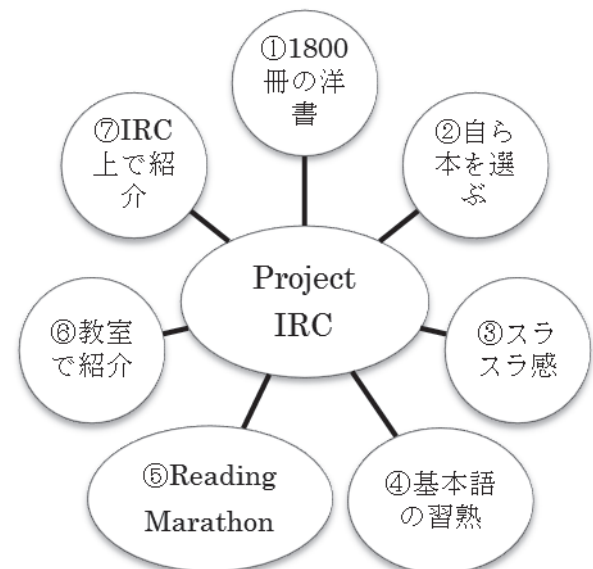 ①1800
冊の洋
書
②自ら
本を選
ぶ
③スラ
スラ感
④基本語
の習熟
⑤Reading
Marathon
⑥教室
で紹介
⑦IRC
上で紹
介
Project
IRC